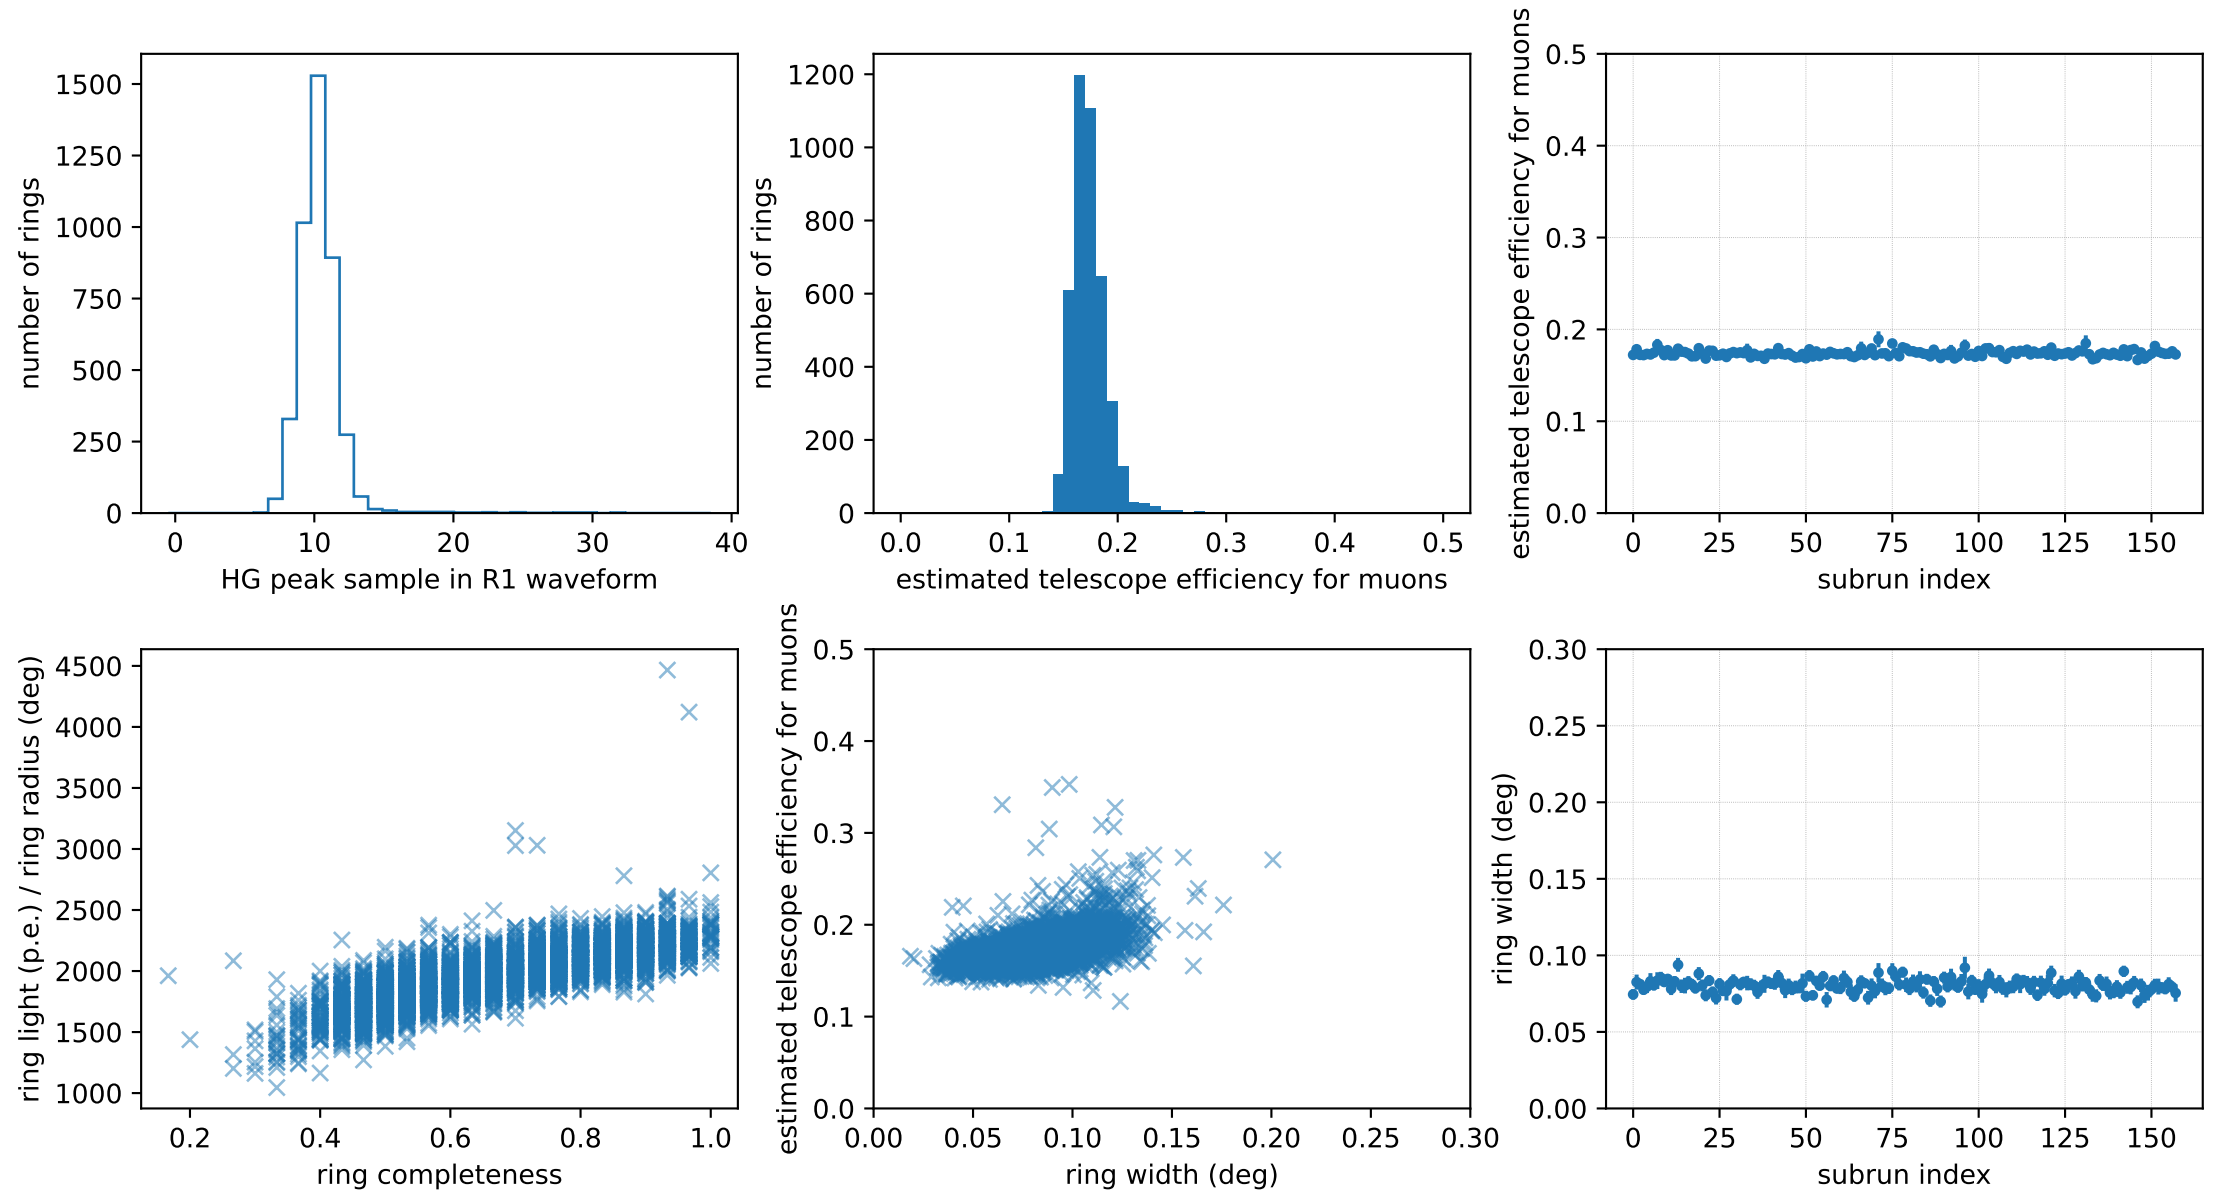 1500
1250
1000
750
500
250
0
number of rings
0 10 20 30 40
HG peak sample in R1 waveform
1200
1000
800
600
400
200
0
number of rings
0.0 0.1 0.2 0.3 0.4 0.5
estimated telescope efficiency for muons
0.5
0.4
0.3
0.2
0.1
0.0
estimated telescope efficiency for muons
0 25 50 75 100 125 150
subrun index
4500
4000
3500
3000
2500
2000
1500
1000
ring light (p.e.) / ring radius (deg)
0.2 0.4 0.6 0.8 1.0
ring completeness
0.5
0.4
0.3
0.2
0.1
0.0
estimated telescope efficiency for muons
0.00 0.05 0.10 0.15 0.20 0.25 0.30
ring width (deg)
0.30
0.25
0.20
0.15
0.10
0.05
0.00
ring width (deg)
0 25 50 75 100 125 150
subrun index